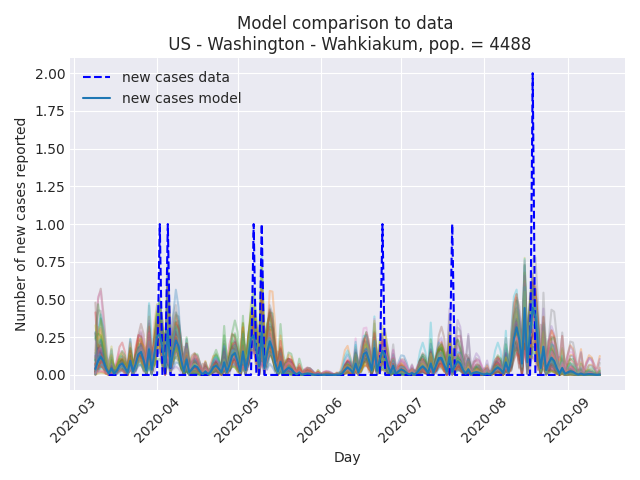 Model comparison to data
US - Washington - Wahkiakum, pop. = 4488
new cases data
new cases model
2.00
1.75
1.50
1.25
1.00
0.75
0.50
0.25
0.00
Number of new cases reported
2020-03
2020-04
2020-05
2020-06
2020-07
2020-08
2020-09
Day